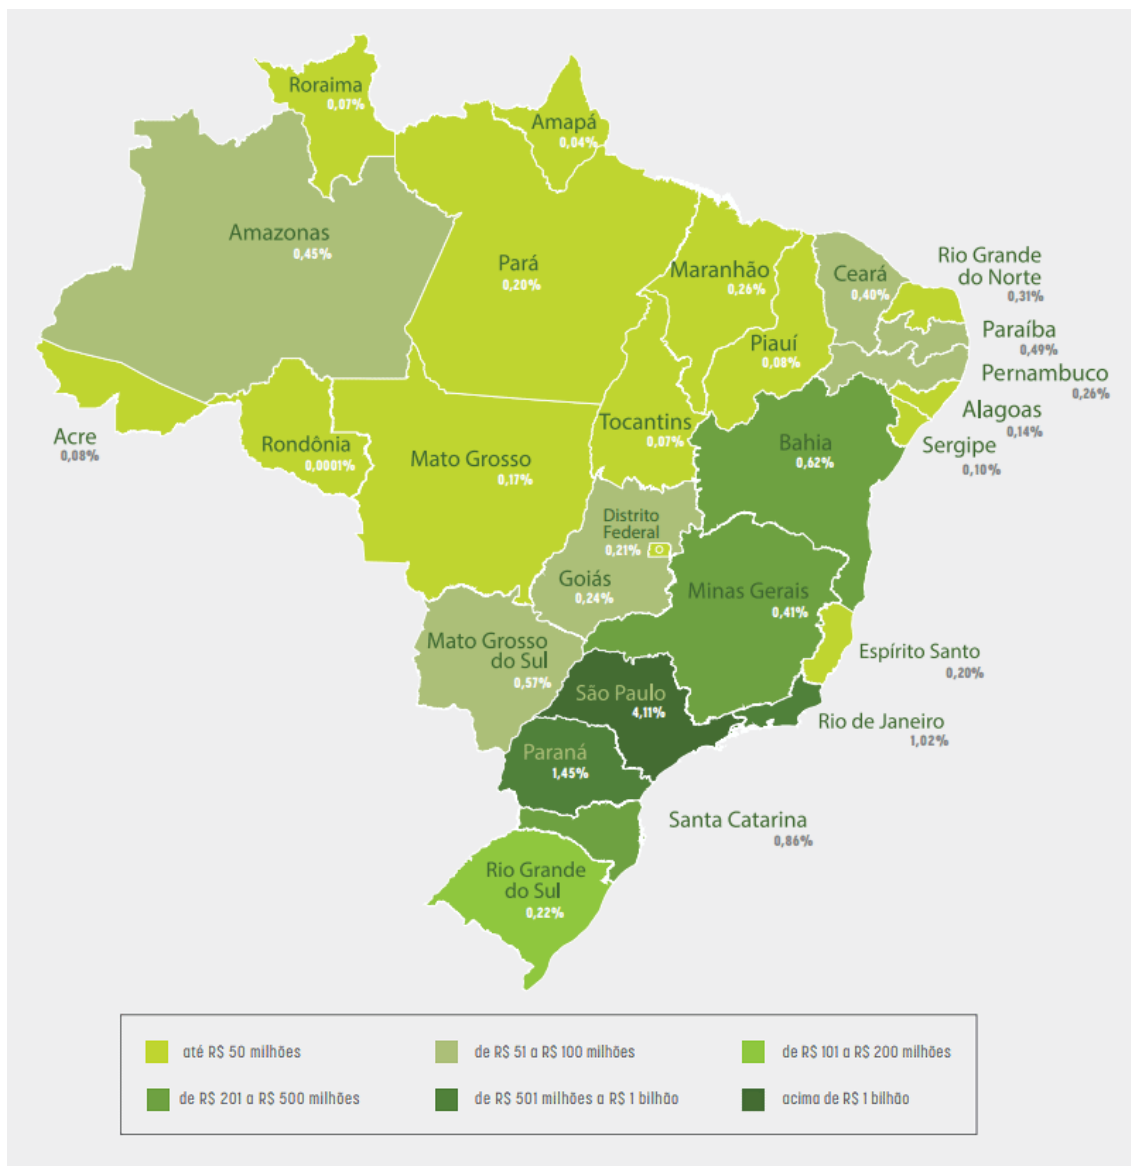 Roraima
0,07%
Amapá
0,04%
Amazonas
0,45%
Pará
0,20%
Maranhão
0,26%
Ceará
0,40%
Rio Grande
do Norte
0,31%
Paraíba
0,49%
Piauí
0,08%
Pernambuco
0,26%
Alagoas
0,14%
Sergipe
0,10%
Acre
0,08%
Rondônia
0,0001%
Mato Grosso
0,17%
Tocantins
0,07%
Bahia
0,62%
Distrito
Federal
0,21%
Goiás
0,24%
Minas Gerais
0,41%
Mato Grosso
do Sul
0,57%
Espírito Santo
0,20%
São Paulo
4,11%
Rio de Janeiro
1,02%
Paraná
1,45%
Santa Catarina
0,86%
Rio Grande
do Sul
0,22%
até R$ 50 milhões
de R$ 51 a R$ 100 milhões
de R$ 101 a R$ 200 milhões
de R$ 201 a R$ 500 milhões
de R$ 501 milhões a R$ 1 bilhão
acima de R$ 1 bilhão